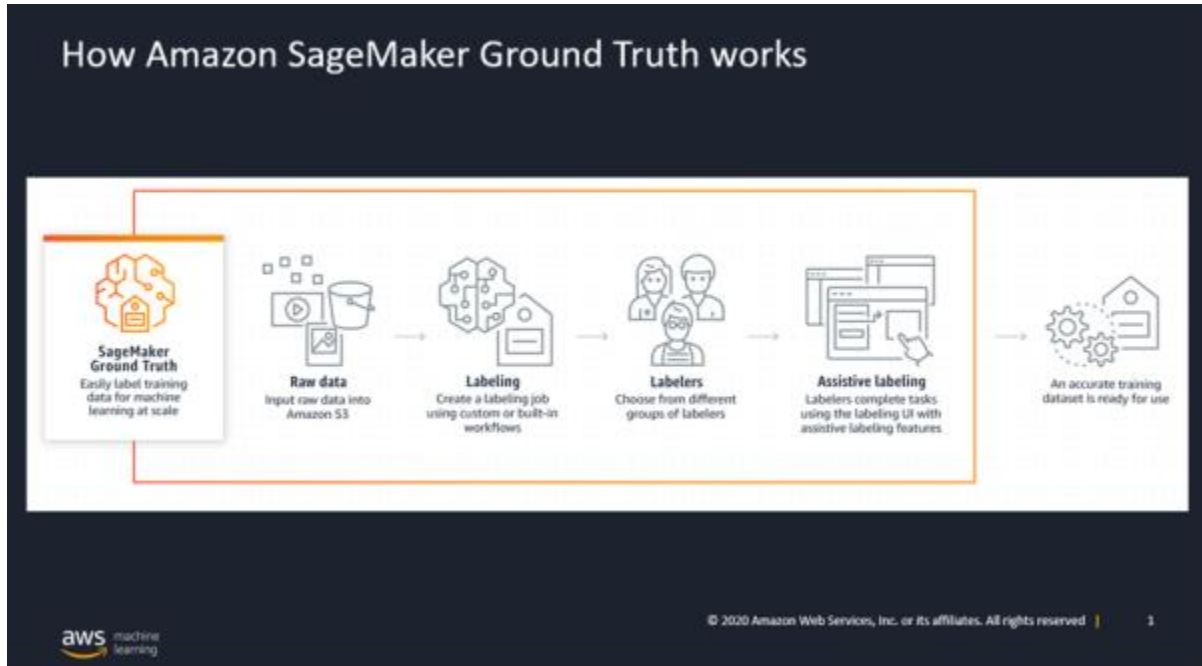 How Amazon SageMaker Ground Truth works
SageMaker
Ground Truth
Easily label training
data for machine
learning at scale
Raw data
Input raw data into
Amazon S3
Labeling
Create a labeling job
using custom or built-in
workflows
Labelers
Choose from different
groups of labelers
Assistive labeling
Labelers complete tasks
using the labeling UI with
assistive labeling features
An accurate training
dataset is ready for use
aws machine
learning
© 2020 Amazon Web Services, Inc. or its affiliates. All rights reserved |
1